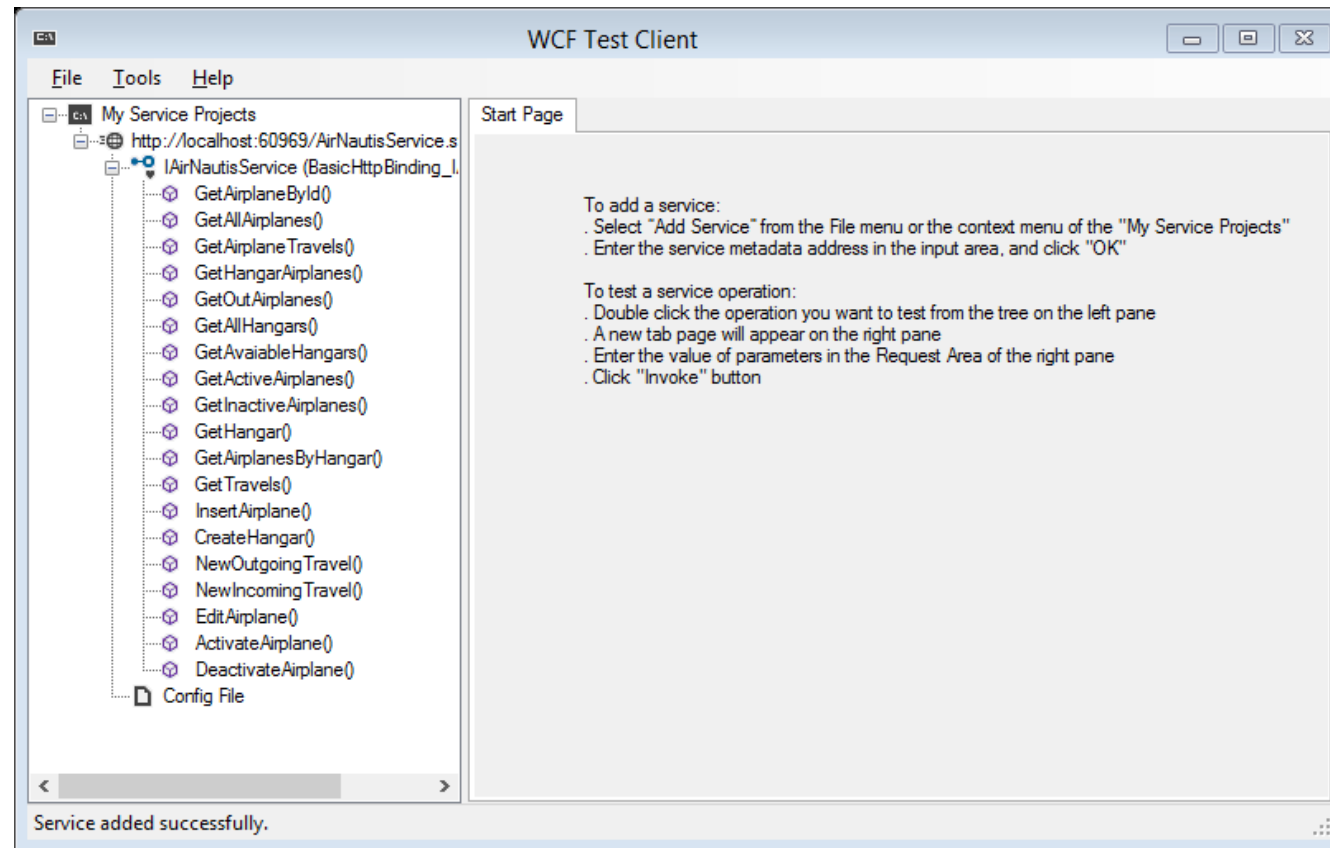 WCF Test Client
File Tools Help
My Service Projects
http://localhost:60969/AirNautisService.s
IAirNautisService (BasicHttpBinding_I.
GetAirplaneById()
GetAllAirplanes()
GetAirplaneTravels()
GetHangarAirplanes()
GetOutAirplanes()
GetAllHangars()
GetAvaiableHangars()
GetActiveAirplanes()
GetInactiveAirplanes()
GetHangar()
GetAirplanesByHangar()
GetTravels()
InsertAirplane()
CreateHangar()
NewOutgoingTravel()
NewIncomingTravel()
EditAirplane()
ActivateAirplane()
DeactivateAirplane()
Config File
Start Page
To add a service:
. Select "Add Service" from the File menu or the context menu of the "My Service Projects"
. Enter the service metadata address in the input area, and click "OK"
To test a service operation:
. Double click the operation you want to test from the tree on the left pane
. A new tab page will appear on the right pane
. Enter the value of parameters in the Request Area of the right pane
. Click "Invoke" button
Service added successfully.